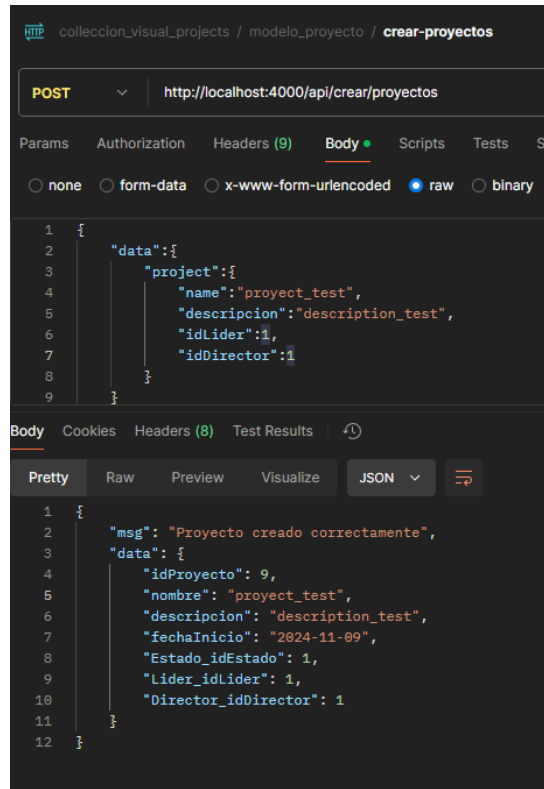 HTTP colleccion_visual_projects / modelo_proyecto / crear-proyectos
POST http://localhost:4000/api/crear/proyectos
Params Authorization Headers (9) Body Scripts Tests S
none form-data x-www-form-urlencoded raw binary
1 {
2 "data":{
3 "project":{
4 "name":"proyect_test",
5 "descripcion":"description_test",
6 "idLider":1,
7 "idDirector":1
8 }
9 }
Body Cookies Headers (8) Test Results
Pretty Raw Preview Visualize JSON
1 {
2 "msg": "Proyecto creado correctamente",
3 "data": {
4 "idProyecto": 9,
5 "nombre": "proyect_test",
6 "descripcion": "description_test",
7 "fechaInicio": "2024-11-09",
8 "Estado_idEstado": 1,
9 "Lider_idLider": 1,
10 "Director_idDirector": 1
11 }
12 }